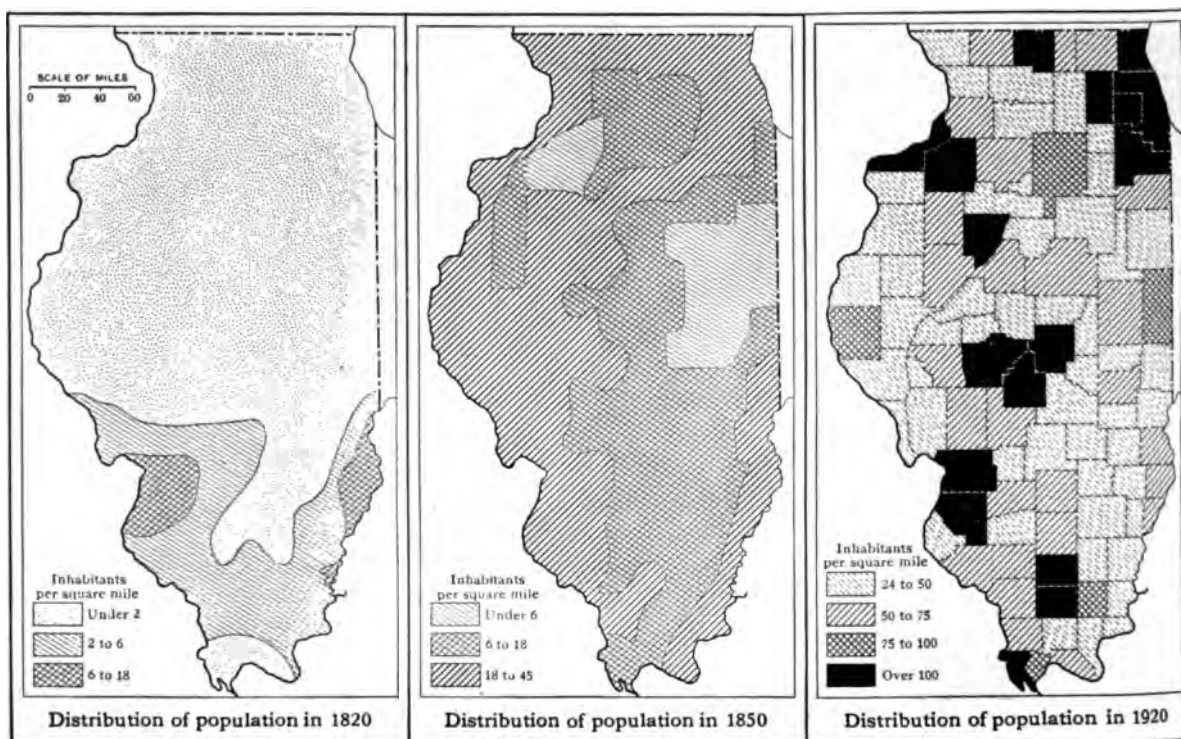 SCALE OF MILES
0 20 40 60
Inhabitants
per square mile
Under 2
2 to 6
6 to 18
Distribution of population in 1820
Inhabitants
per square mile
Under 6
6 to 18
18 to 45
Distribution of population in 1850
Inhabitants
per square mile
24 to 50
50 to 75
75 to 100
Over 100
Distribution of population in 1920